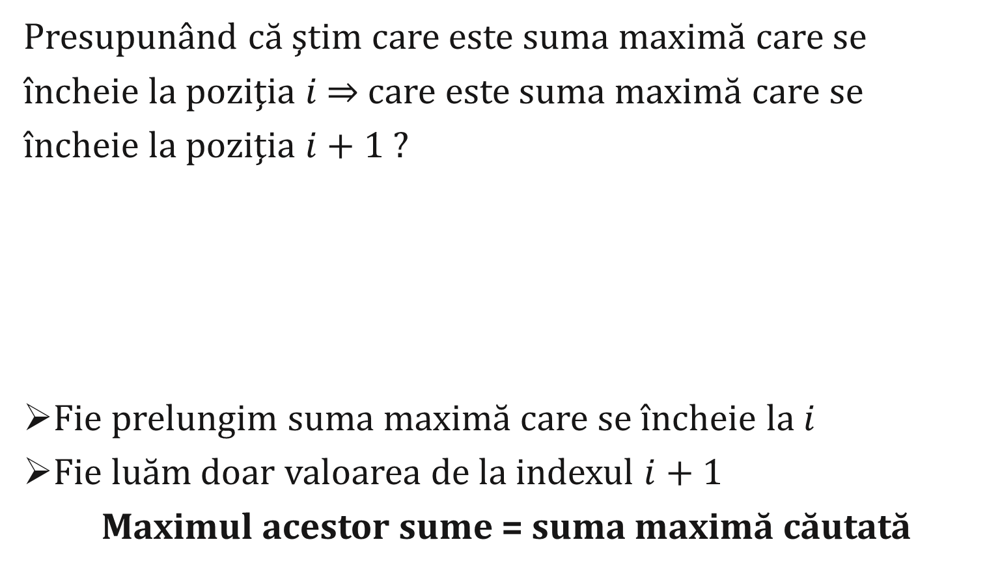 Presupunând că ştim care este suma maximă care se
încheie la poziţia i ⇒ care este suma maximă care se
încheie la poziţia i + 1 ?
➢Fie prelungim suma maximă care se încheie la i
➢Fie luăm doar valoarea de la indexul i + 1
Maximul acestor sume = suma maximă căutată